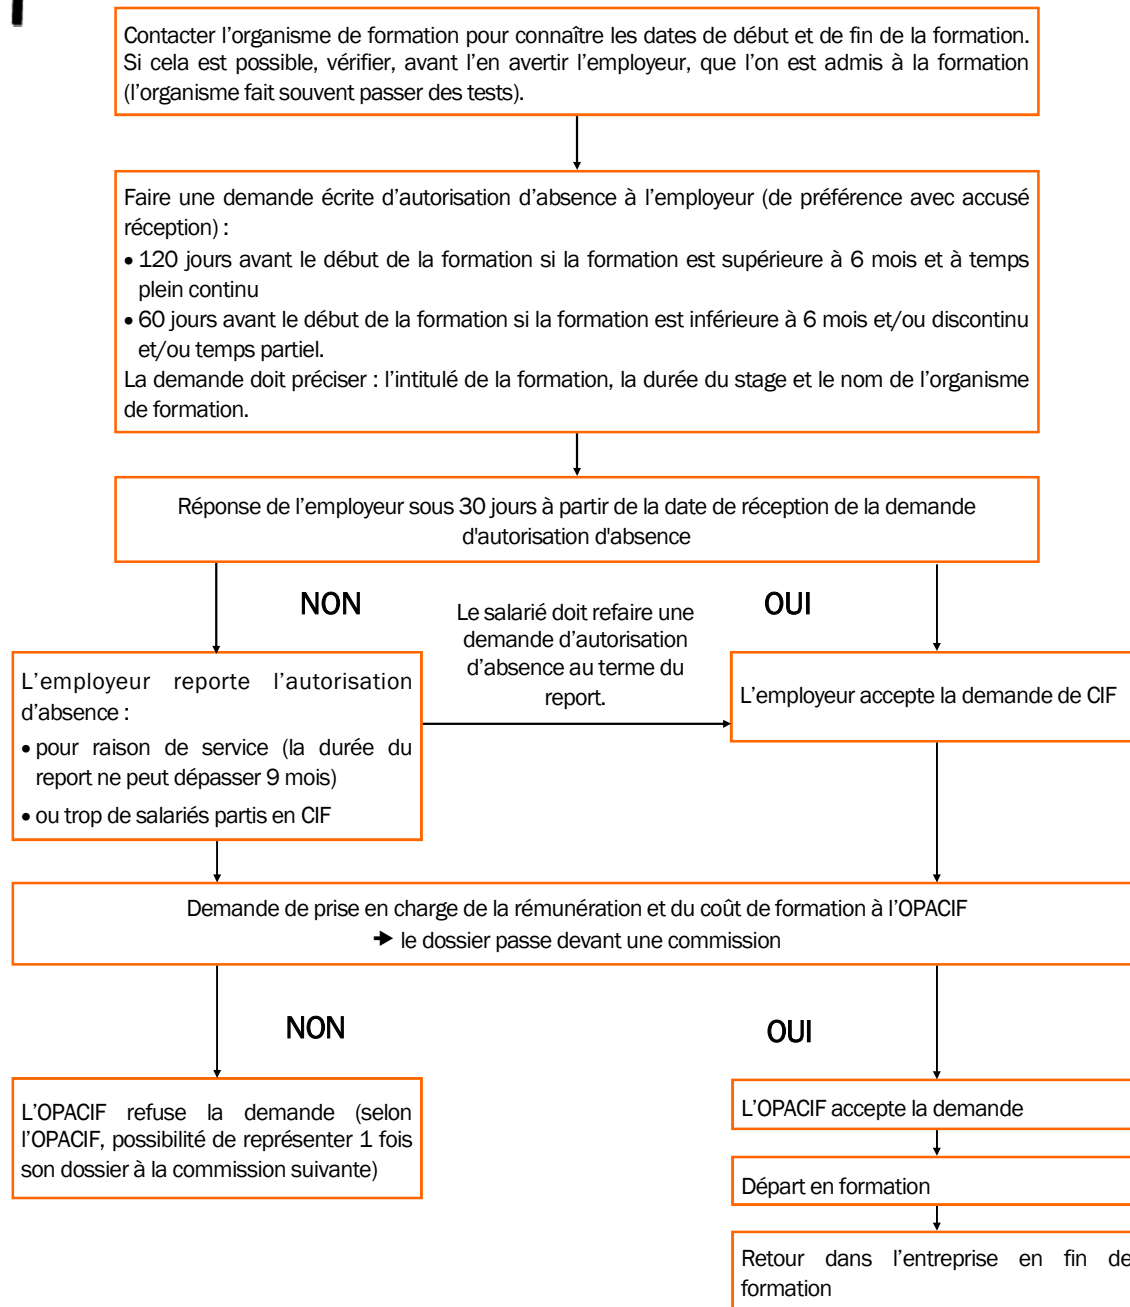 Contacter l’organisme de formation pour connaître les dates de début et de fin de la formation.
Si cela est possible, vérifier, avant l’en avertir l’employeur, que l’on est admis à la formation
(l’organisme fait souvent passer des tests).
Faire une demande écrite d’autorisation d’absence à l’employeur (de préférence avec accusé
réception) :
• 120 jours avant le début de la formation si la formation est supérieure à 6 mois et à temps
plein continu
• 60 jours avant le début de la formation si la formation est inférieure à 6 mois et/ou discontinu
et/ou temps partiel.
La demande doit préciser : l’intitulé de la formation, la durée du stage et le nom de l’organisme
de formation.
Réponse de l’employeur sous 30 jours à partir de la date de réception de la demande
d'autorisation d'absence
NON
Le salarié doit refaire une
demande d’autorisation
d’absence au terme du
report.
OUI
L’employeur reporte l’autorisation
d’absence :
• pour raison de service (la durée du
report ne peut dépasser 9 mois)
• ou trop de salariés partis en CIF
L’employeur accepte la demande de CIF
Demande de prise en charge de la rémunération et du coût de formation à l’OPACIF
➔ le dossier passe devant une commission
NON
OUI
L’OPACIF refuse la demande (selon
l’OPACIF, possibilité de représenter 1 fois
son dossier à la commission suivante)
L’OPACIF accepte la demande
Départ en formation
Retour dans l’entreprise en fin de
formation